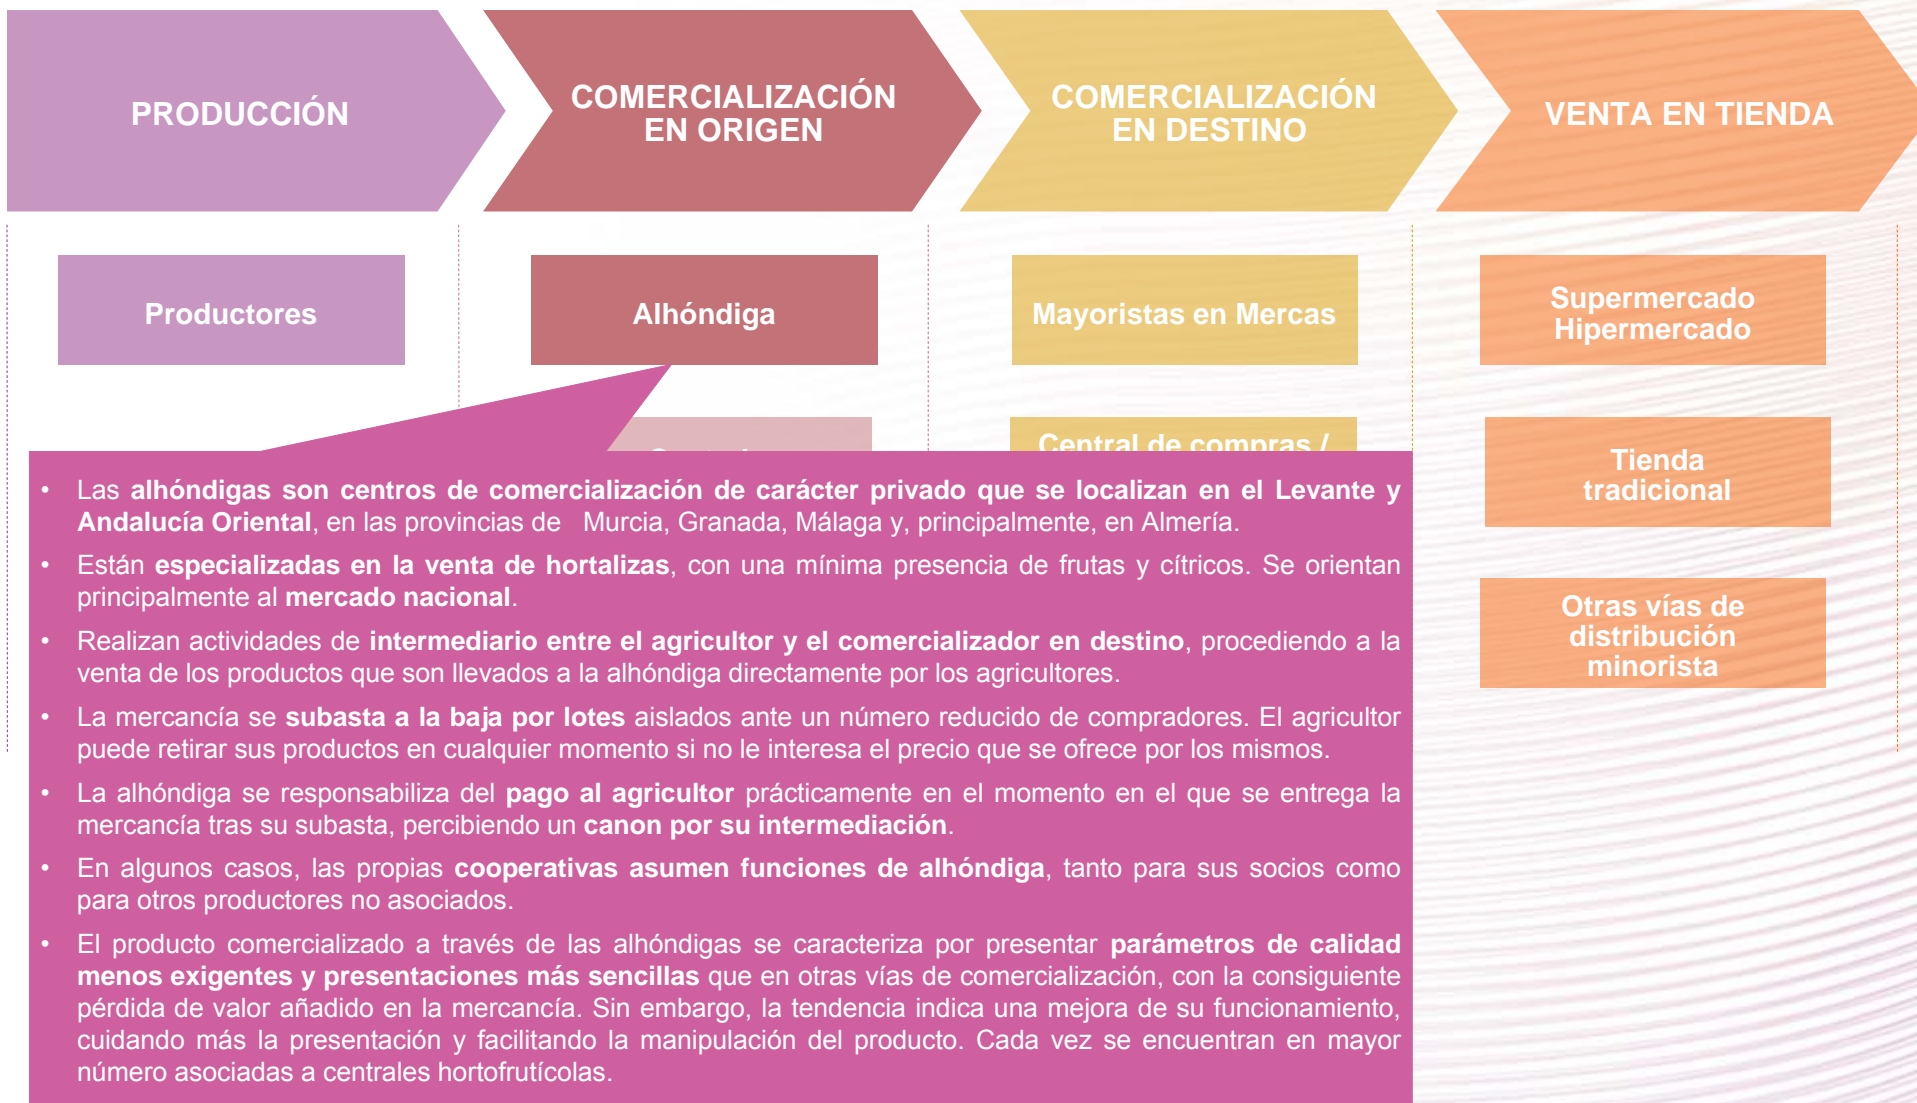 PRODUCCIÓN
COMERCIALIZACIÓN
EN ORIGEN
COMERCIALIZACIÓN
EN DESTINO
VENTA EN TIENDA
Productores
Alhóndiga
Mayoristas en Mercas
Supermercado
Hipermercado
Central de compras /
Tienda
tradicional
Otras vías de
distribución
minorista
• Las alhóndigas son centros de comercialización de carácter privado que se localizan en el Levante y
Andalucía Oriental, en las provincias de Murcia, Granada, Málaga y, principalmente, en Almería.
• Están especializadas en la venta de hortalizas, con una mínima presencia de frutas y cítricos. Se orientan
principalmente al mercado nacional.
• Realizan actividades de intermediario entre el agricultor y el comercializador en destino, procediendo a la
venta de los productos que son llevados a la alhóndiga directamente por los agricultores.
• La mercancía se subasta a la baja por lotes aislados ante un número reducido de compradores. El agricultor
puede retirar sus productos en cualquier momento si no le interesa el precio que se ofrece por los mismos.
• La alhóndiga se responsabiliza del pago al agricultor prácticamente en el momento en el que se entrega la
mercancía tras su subasta, percibiendo un canon por su intermediación.
• En algunos casos, las propias cooperativas asumen funciones de alhóndiga, tanto para sus socios como
para otros productores no asociados.
• El producto comercializado a través de las alhóndigas se caracteriza por presentar parámetros de calidad
menos exigentes y presentaciones más sencillas que en otras vías de comercialización, con la consiguiente
pérdida de valor añadido en la mercancía. Sin embargo, la tendencia indica una mejora de su funcionamiento,
cuidando más la presentación y facilitando la manipulación del producto. Cada vez se encuentran en mayor
número asociadas a centrales hortofrutícolas.